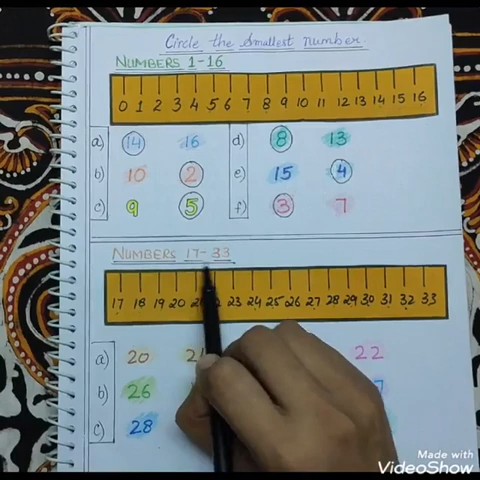 Circle the Smallest number.
NUMBERS 1-16
0 1 2 3 4 5 6 7 8 9 10 11 12 13 14 15 16
a) 14 16 d) 8 13
b) 10 2 e) 15 4
c) 9 5 f) 3 7
NUMBERS 17-33
17 18 19 20 23 24 25 26 27 28 29 30 31 32 33
a) 20 22
b) 26
c) 28
Made with
VideoShow